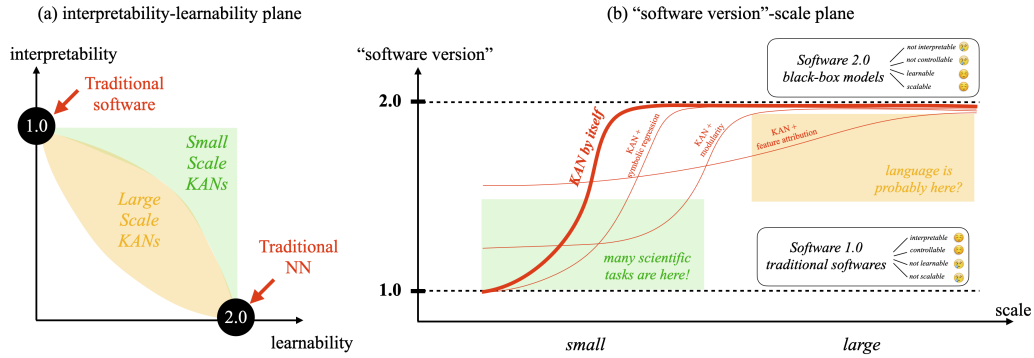 (a) interpretability-learnability plane
interpretability
Traditional
software
1.0
Small
Scale
KANs
Large
Scale
KANs
Traditional
NN
2.0
learnability
(b) “software version”-scale plane
“software version”
2.0
1.0
KAN by itself
KAN +
symbolic regression
KAN +
modularity
KAN +
feature attribution
Software 2.0
black-box models
not interpretable
not controllable
learnable
scalable
language is
probably here?
many scientific
tasks are here!
Software 1.0
traditional softwares
interpretable
controllable
not learnable
not scalable
scale
small
large